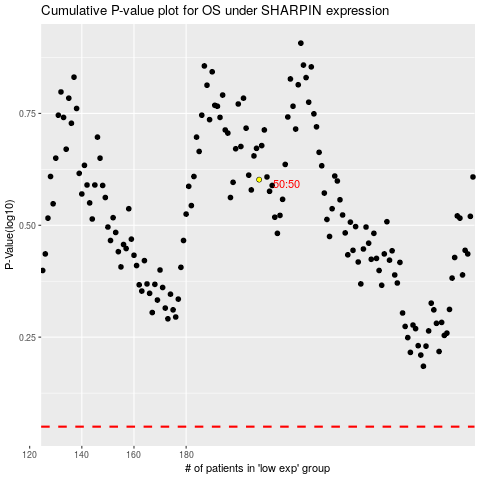 Cumulative P-value plot for OS under SHARPIN expression
P-Value(log10)
0.75
0.50
0.25
50:50
120 140 160 180
# of patients in 'low exp' group